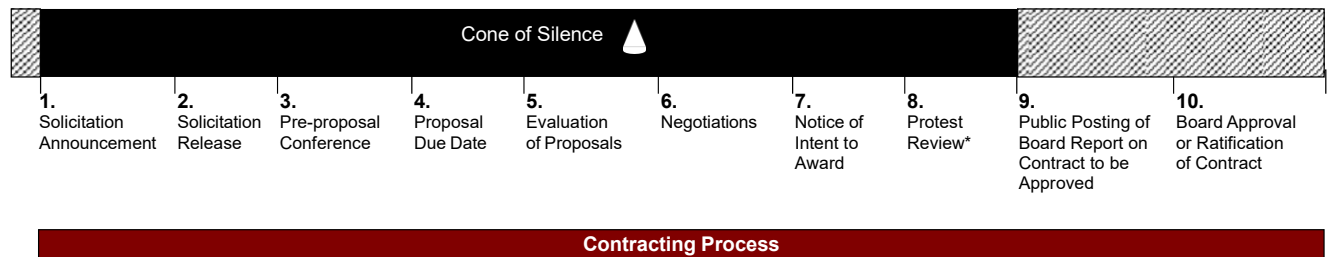 Cone of Silence
1.
Solicitation
Announcement
2.
Solicitation
Release
3.
Pre-proposal
Conference
4.
Proposal
Due Date
5.
Evaluation
of Proposals
6.
Negotiations
7.
Notice of
Intent to
Award
8.
Protest
Review*
9.
Public Posting of
Board Report on
Contract to be
Approved
10.
Board Approval
or Ratification
of Contract
Contracting Process